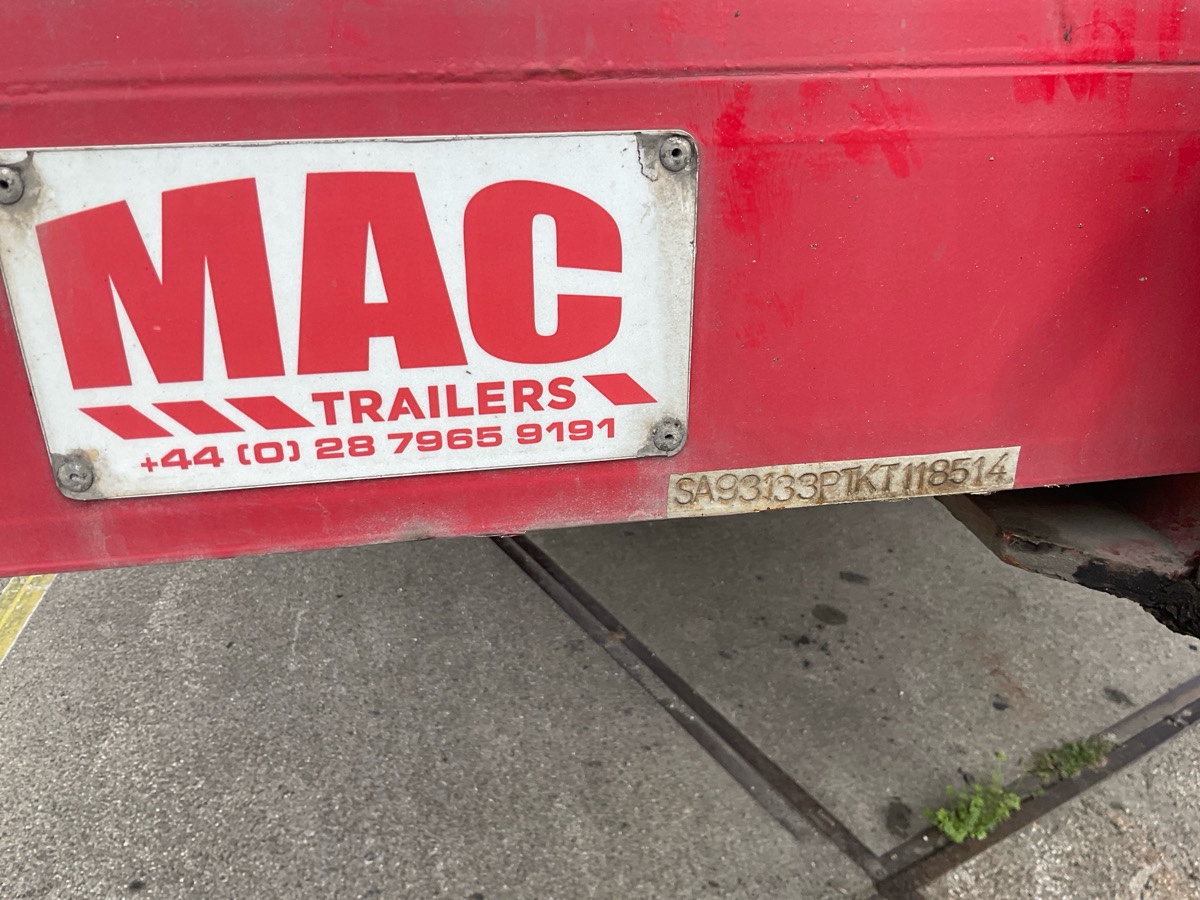 MAC
TRAILERS
+44 (0) 28 7965 9191
SA93133PTKT118514